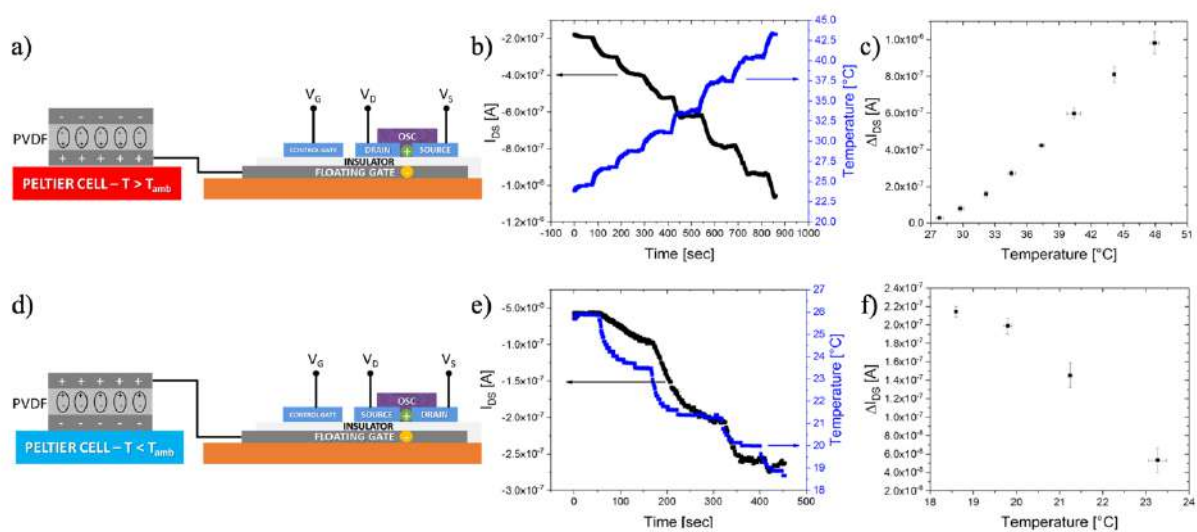 a)
PVDF
- - - - -
+ + + + +
PELTIER CELL – T > Tamb
VG
VD
VS
OSC
CONTROL GATE
DRAIN
+
SOURCE
INSULATOR
FLOATING GATE
b)
IDS [A]
-2.0x10⁻⁷
-4.0x10⁻⁷
-6.0x10⁻⁷
-8.0x10⁻⁷
-1.0x10⁻⁶
-1.2x10⁻⁶
-100 0 100 200 300 400 500 600 700 800 900
Time [sec]
45.0
42.5
40.0
37.5
35.0
32.5
30.0
27.5
25.0
22.5
20.0
Temperature [°C]
c)
ΔIDS [A]
1.0x10⁻⁶
8.0x10⁻⁷
6.0x10⁻⁷
4.0x10⁻⁷
2.0x10⁻⁷
0.0
27 30 33 36 39 42 45 48 51
Temperature [°C]
d)
PVDF
+ + + + +
- - - - -
PELTIER CELL – T < Tamb
VG
VD
VS
OSC
CONTROL GATE
SOURCE
+
DRAIN
INSULATOR
FLOATING GATE
e)
IDS [A]
-5.0x10⁻⁸
-1.0x10⁻⁷
-1.5x10⁻⁷
-2.0x10⁻⁷
-2.5x10⁻⁷
-3.0x10⁻⁷
-100 0 100 200 300 400 500
Time [sec]
27
26
25
24
23
22
21
20
19
18
Temperature [°C]
f)
ΔIDS [A]
2.4x10⁻⁷
2.2x10⁻⁷
2.0x10⁻⁷
1.8x10⁻⁷
1.6x10⁻⁷
1.4x10⁻⁷
1.2x10⁻⁷
1.0x10⁻⁷
8.0x10⁻⁸
6.0x10⁻⁸
4.0x10⁻⁸
2.0x10⁻⁸
18 19 20 21 22 23 24
Temperature [°C]